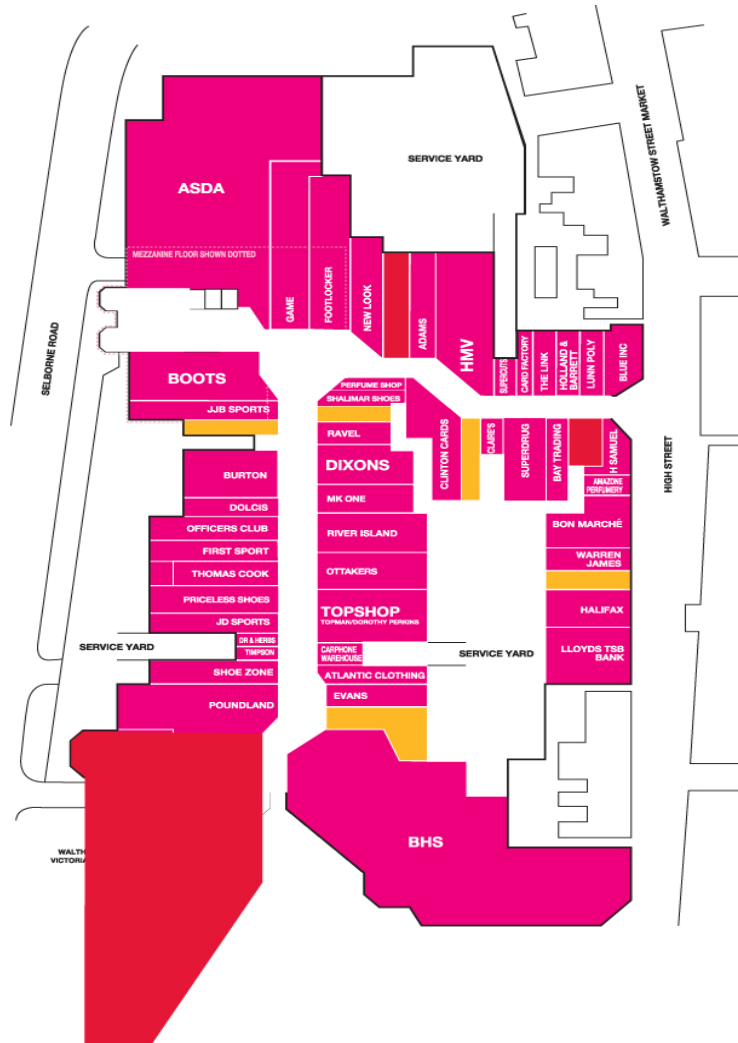 WALTHAMSTOW STREET MARKET
SERVICE YARD
ASDA
MEZZANINE FLOOR SHOWN DOTTED
GAME
FOOTLOCKER
NEW LOOK
ADAMS
HMV
SUPERCUTS
CARD FACTORY
THE LINK
HOLLAND &
BARRETT
LUNN POLY
BLUE INC
SELBORNE ROAD
BOOTS
JJB SPORTS
PERFUME SHOP
SHALIMAR SHOES
RAVEL
DIXONS
CLINTON CARDS
CLAIRE'S
SUPERDRUG
BAY TRADING
H SAMUEL
AMAZONE
PERFUMERY
HIGH STREET
BURTON
MK ONE
DOLCIS
OFFICERS CLUB
RIVER ISLAND
BON MARCHÉ
FIRST SPORT
WARREN
JAMES
THOMAS COOK
OTTAKERS
PRICELESS SHOES
TOPSHOP
TOPMAN/DOROTHY PERKINS
HALIFAX
JD SPORTS
DR & HERBS
SERVICE YARD
TIMPSON
CARPHONE
WAREHOUSE
SERVICE YARD
LLOYDS TSB
BANK
SHOE ZONE
ATLANTIC CLOTHING
POUNDLAND
EVANS
BHS
WALTH
VICTORIA